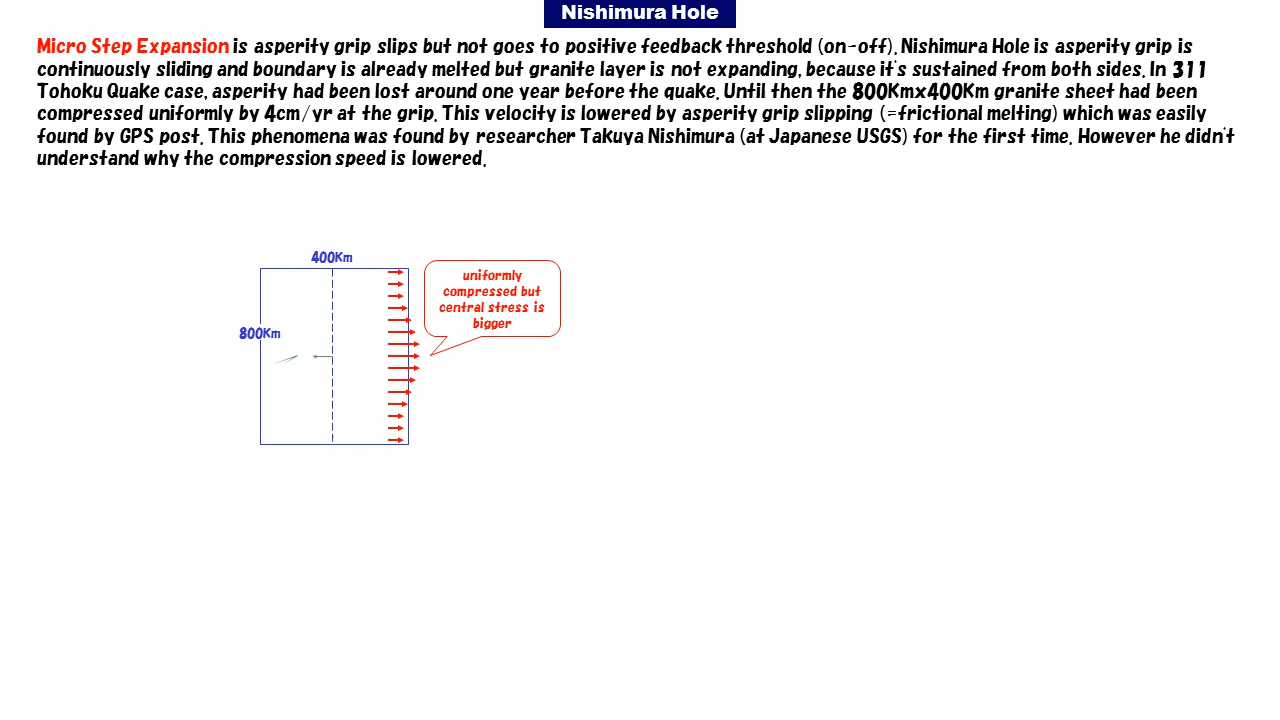 Nishimura Hole
Micro Step Expansion is asperity grip slips but not goes to positive feedback threshold (on-off). Nishimura Hole is asperity grip is
continuously sliding and boundary is already melted but granite layer is not expanding, because it's sustained from both sides. In 311
Tohoku Quake case, asperity had been lost around one year before the quake. Until then the 800Kmx400Km granite sheet had been
compressed uniformly by 4cm/yr at the grip. This velocity is lowered by asperity grip slipping (=frictional melting) which was easily
found by GPS post. This phenomena was found by researcher Takuya Nishimura (at Japanese USGS) for the first time. However he didn't
understand why the compression speed is lowered.
400Km
uniformly
compressed but
central stress is
bigger
800Km